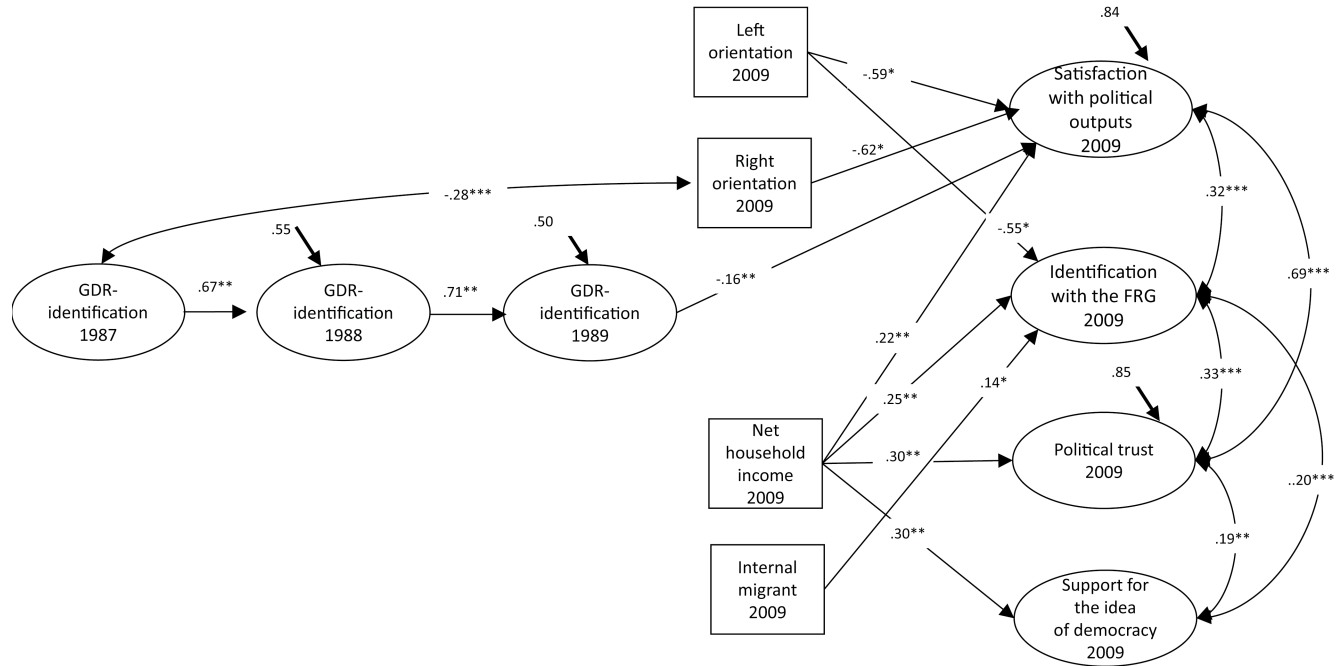 Left
orientation
2009
.84
Satisfaction
with political
outputs
2009
-.59*
Right
orientation
2009
-.62*
-.28***
.32***
.55
.50
-.55*
GDR-
identification
1987
.67**
GDR-
identification
1988
.71**
GDR-
identification
1989
-.16**
Identification
with the FRG
2009
.69***
.22**
.14*
.25**
.85
.33***
Net
household
income
2009
.30**
Political trust
2009
..20***
.30**
.19**
Internal
migrant
2009
Support for
the idea
of democracy
2009